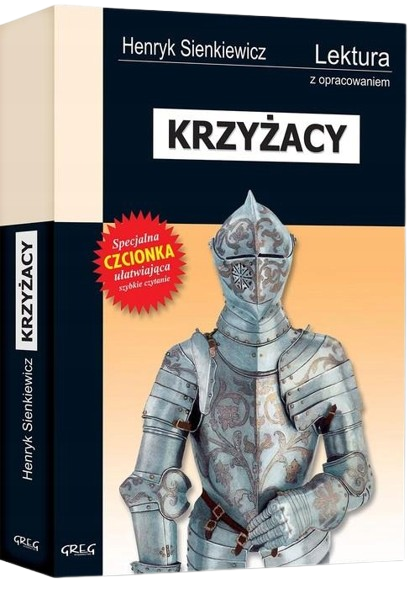 Henryk Sienkiewicz
Lektura
z opracowaniem
KRZYŻACY
Specjalna
CZCIONKA
ułatwiająca
szybkie czytanie
Henryk Sienkiewicz KRZYŻACY
GREG
GREG